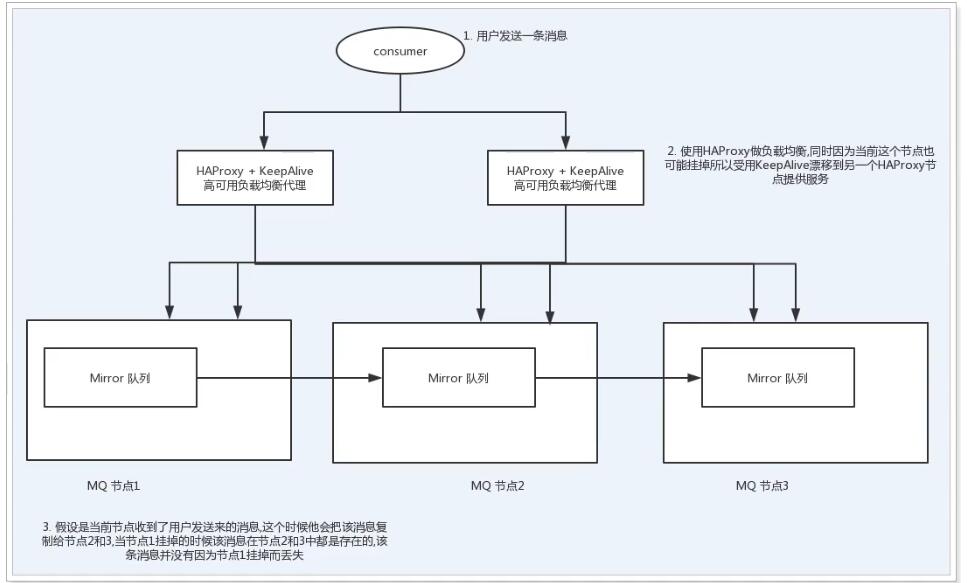 1. 用户发送一条消息
consumer
HAProxy + KeepAlive
高可用负载均衡代理
HAProxy + KeepAlive
高可用负载均衡代理
2. 使用HAProxy做负载均衡,同时因为当前这个节点也
可能挂掉所以受用KeepAlive漂移到另一个HAProxy节
点提供服务
Mirror 队列
Mirror 队列
Mirror 队列
MQ 节点1
MQ 节点2
MQ 节点3
3. 假设是当前节点收到了用户发送来的消息,这个时候他会把该消息复
制给节点2和3,当节点1挂掉的时候该消息在节点2和3中都是存在的,该
条消息并没有因为节点1挂掉而丢失